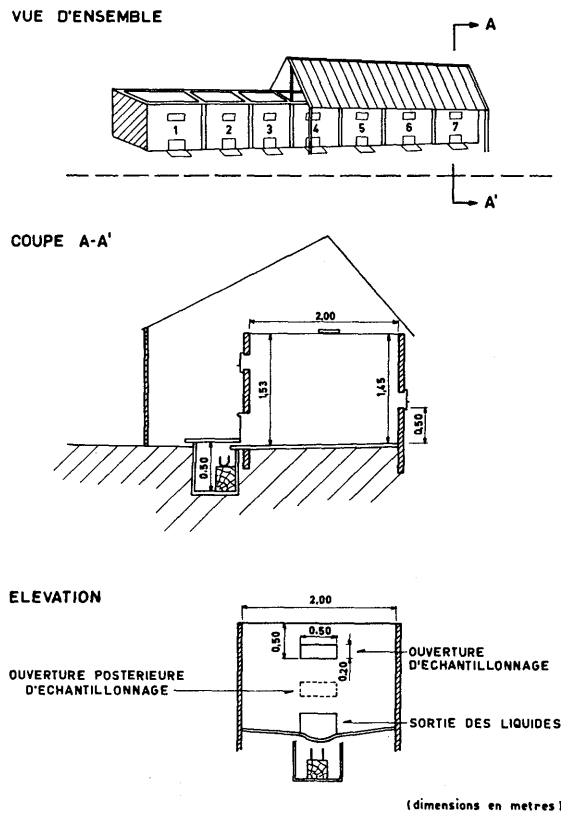 VUE D'ENSEMBLE
A
1 2 3 4 5 6 7
A'
COUPE A-A'
2,00
1,53
1,45
0,50
0.50
ELEVATION
2,00
0,50
0.50
0,20
OUVERTURE
D'ECHANTILLONNAGE
OUVERTURE POSTERIEURE
D'ECHANTILLONNAGE
SORTIE DES LIQUIDES
(dimensions en metres)